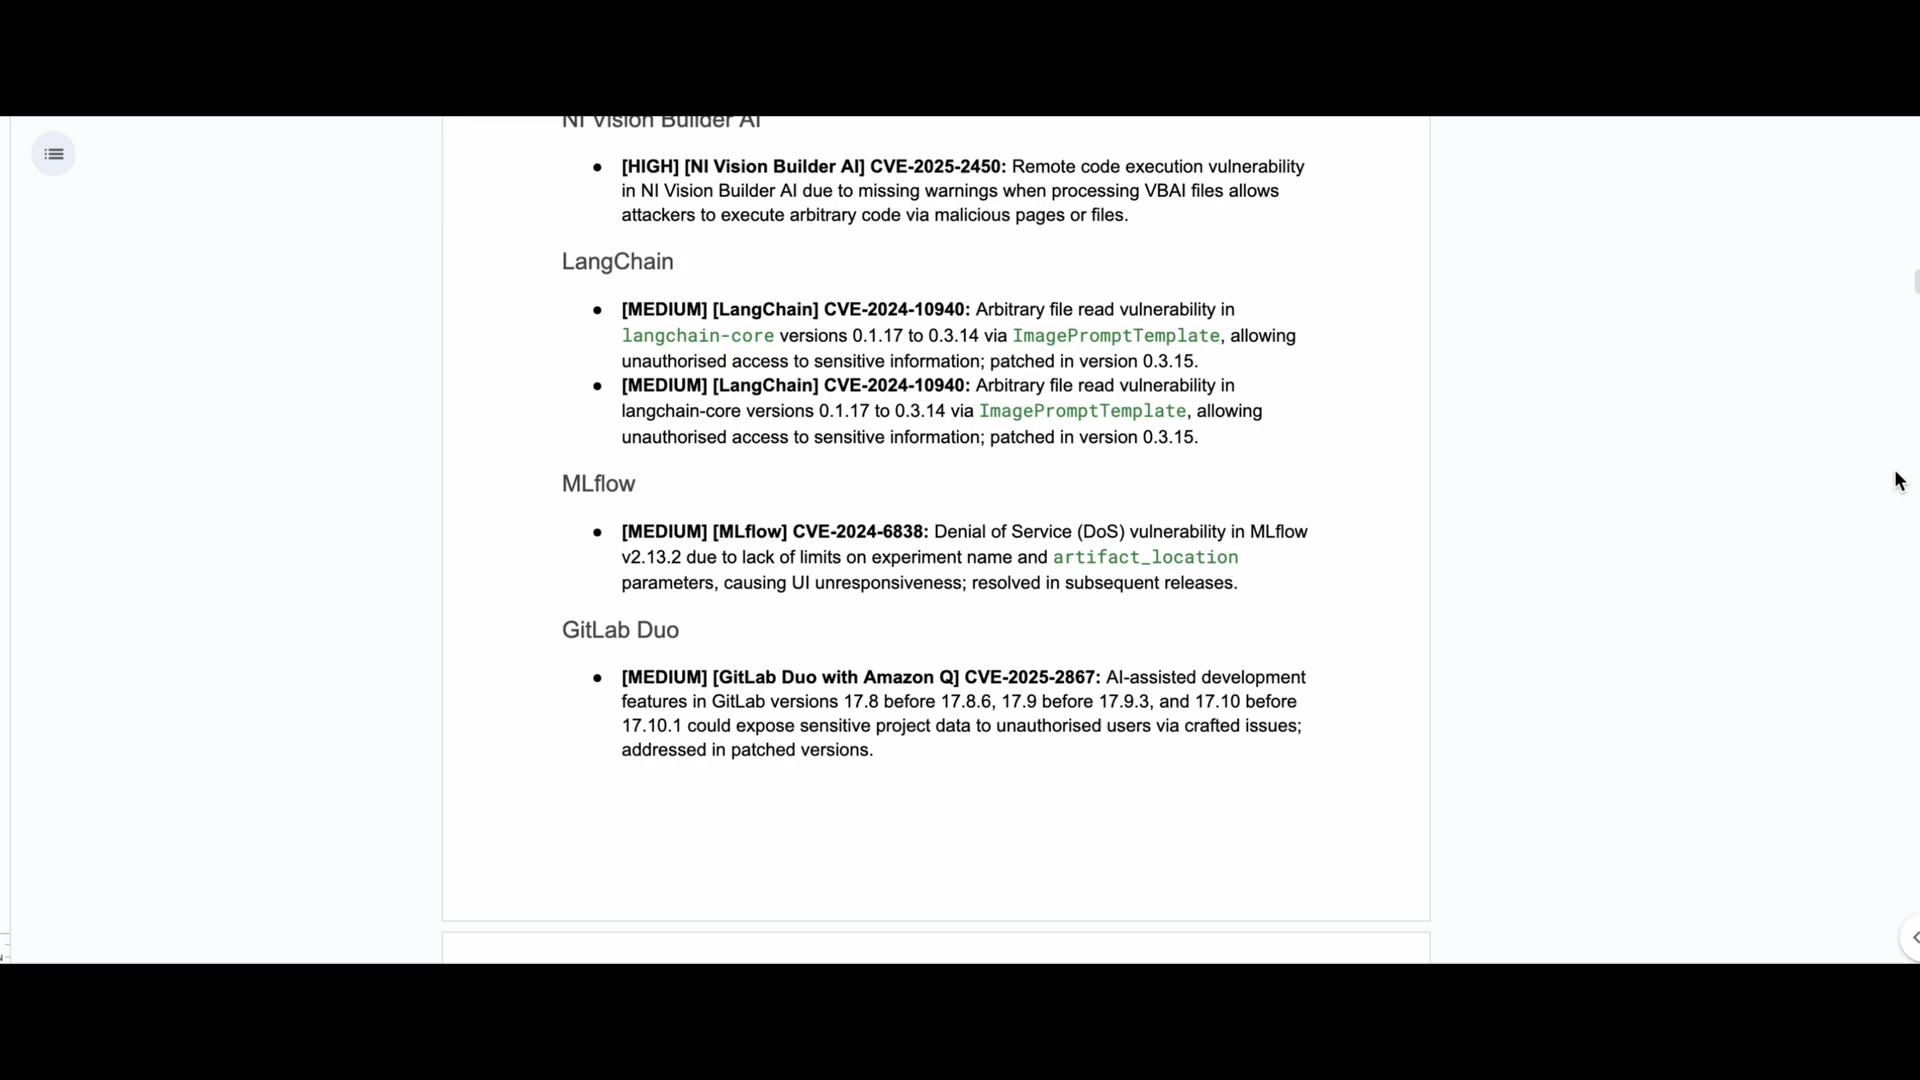 NI Vision Builder AI
● [HIGH] [NI Vision Builder AI] CVE-2025-2450: Remote code execution vulnerability
in NI Vision Builder AI due to missing warnings when processing VBAI files allows
attackers to execute arbitrary code via malicious pages or files.
LangChain
● [MEDIUM] [LangChain] CVE-2024-10940: Arbitrary file read vulnerability in
langchain-core versions 0.1.17 to 0.3.14 via ImagePromptTemplate, allowing
unauthorised access to sensitive information; patched in version 0.3.15.
● [MEDIUM] [LangChain] CVE-2024-10940: Arbitrary file read vulnerability in
langchain-core versions 0.1.17 to 0.3.14 via ImagePromptTemplate, allowing
unauthorised access to sensitive information; patched in version 0.3.15.
MLflow
● [MEDIUM] [MLflow] CVE-2024-6838: Denial of Service (DoS) vulnerability in MLflow
v2.13.2 due to lack of limits on experiment name and artifact_location
parameters, causing UI unresponsiveness; resolved in subsequent releases.
GitLab Duo
● [MEDIUM] [GitLab Duo with Amazon Q] CVE-2025-2867: AI-assisted development
features in GitLab versions 17.8 before 17.8.6, 17.9 before 17.9.3, and 17.10 before
17.10.1 could expose sensitive project data to unauthorised users via crafted issues;
addressed in patched versions.